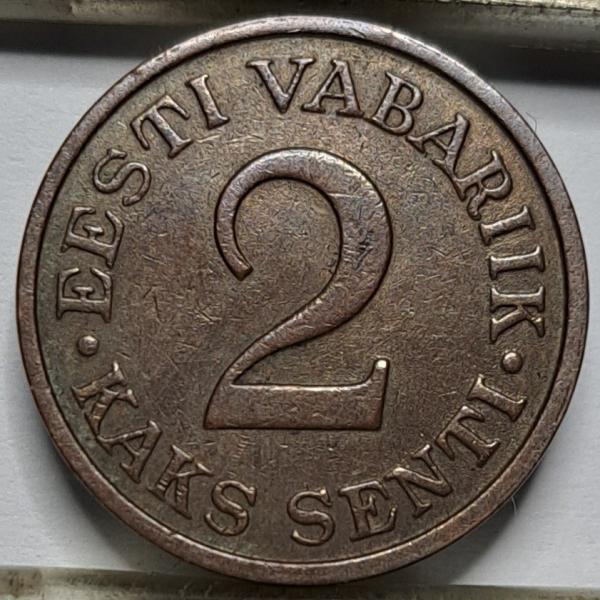 · EESTI VABARIIK ·
2
KAKS SENTI